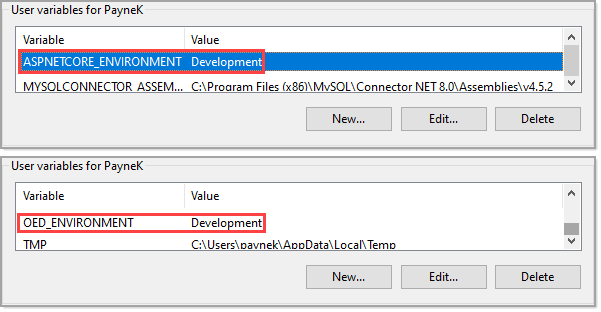 User variables for PayneK
Variable Value
ASPNETCORE_ENVIRONMENT Development
MYSQLCONNECTOR_ASSEM... C:\Program Files (x86)\MySQL\Connector NET 8.0\Assemblies\v4.5.2
New... Edit... Delete
User variables for PayneK
Variable Value
OED_ENVIRONMENT Development
TMP C:\Users\paynek\AppData\Local\Temp
New... Edit... Delete